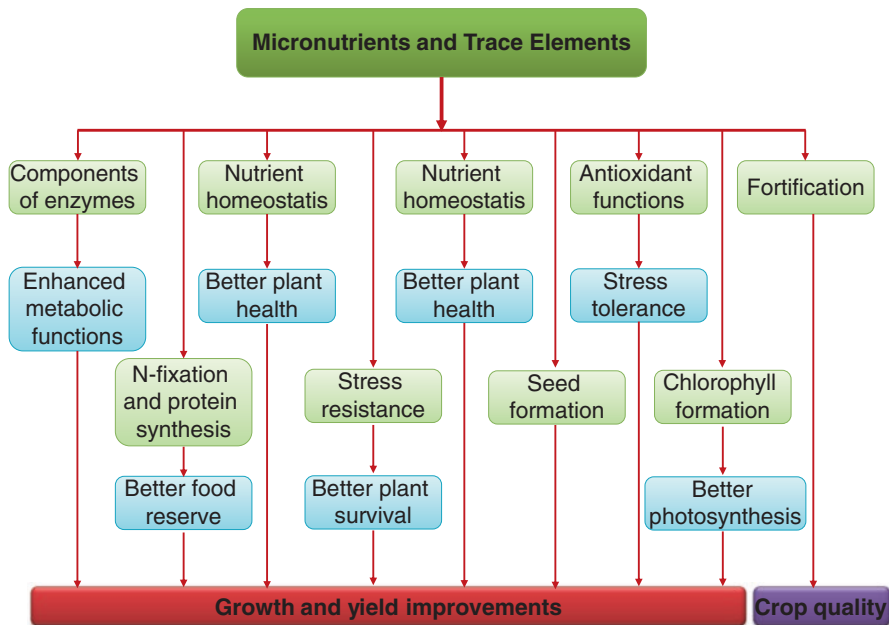 Micronutrients and Trace Elements
Components
of enzymes
Nutrient
homeostatis
Nutrient
homeostatis
Antioxidant
functions
Fortification
Enhanced
metabolic
functions
Better plant
health
Better plant
health
Stress
tolerance
N-fixation
and protein
synthesis
Stress
resistance
Seed
formation
Chlorophyll
formation
Better food
reserve
Better plant
survival
Better
photosynthesis
Growth and yield improvements
Crop quality